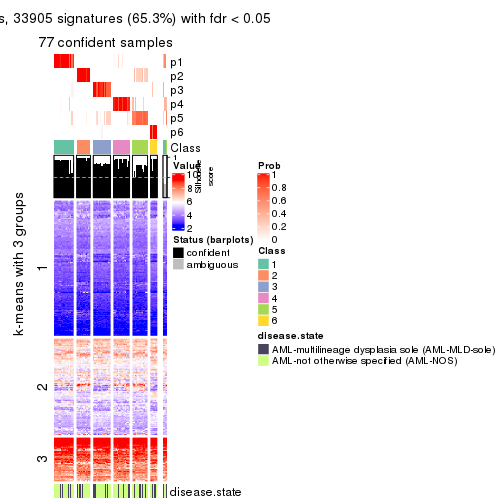 s, 33905 signatures (65.3%) with fdr < 0.05
77 confident samples
p1
p2
p3
p4
p5
p6
Class
1
Silhouette
score
k-means with 3 groups
1
2
3
disease.state
Value
10
8
6
4
2
Status (barplots)
confident
ambiguous
Prob
1
0.8
0.6
0.4
0.2
0
Class
1
2
3
4
5
6
disease.state
AML-multilineage dysplasia sole (AML-MLD-sole)
AML-not otherwise specified (AML-NOS)